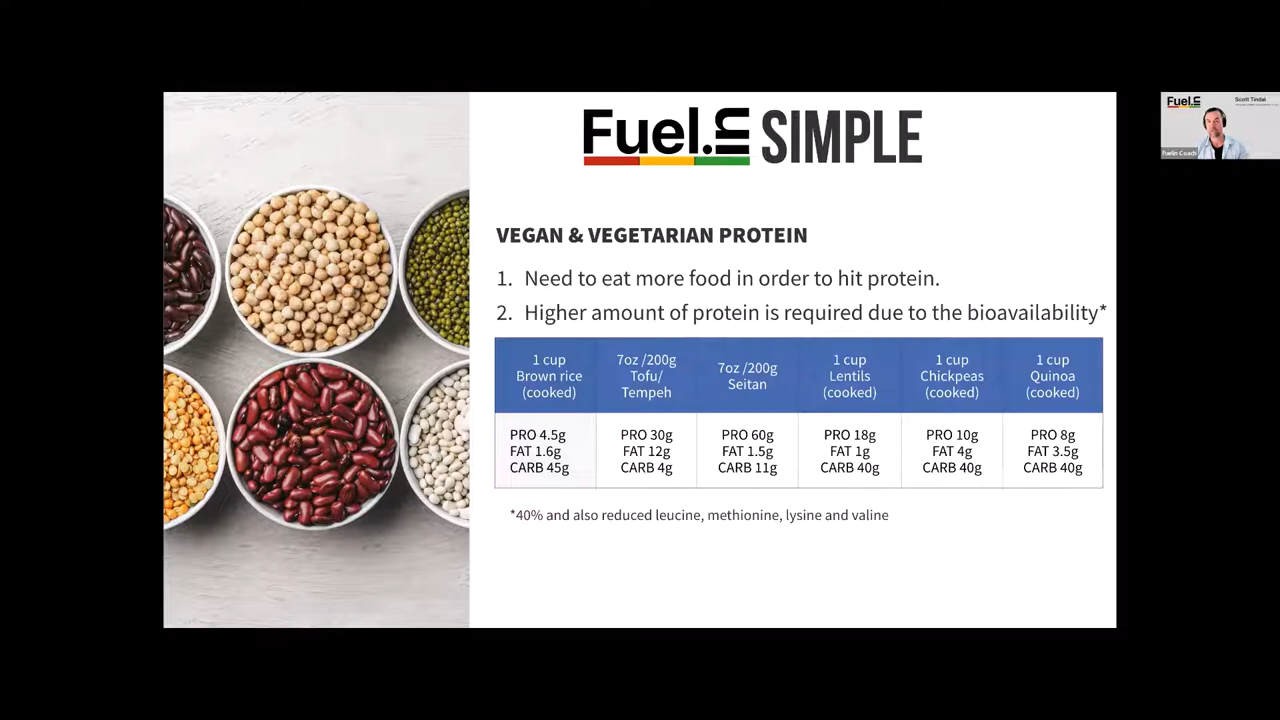 Fuel.in SIMPLE
VEGAN & VEGETARIAN PROTEIN
1. Need to eat more food in order to hit protein.
2. Higher amount of protein is required due to the bioavailability*
1 cup
Brown rice
(cooked)
7oz /200g
Tofu/
Tempeh
7oz /200g
Seitan
1 cup
Lentils
(cooked)
1 cup
Chickpeas
(cooked)
1 cup
Quinoa
(cooked)
PRO 4.5g
FAT 1.6g
CARB 45g
PRO 30g
FAT 12g
CARB 4g
PRO 60g
FAT 1.5g
CARB 11g
PRO 18g
FAT 1g
CARB 40g
PRO 10g
FAT 4g
CARB 40g
PRO 8g
FAT 3.5g
CARB 40g
*40% and also reduced leucine, methionine, lysine and valine
Fuel.in
Scott Tindal
Fuelin Coach